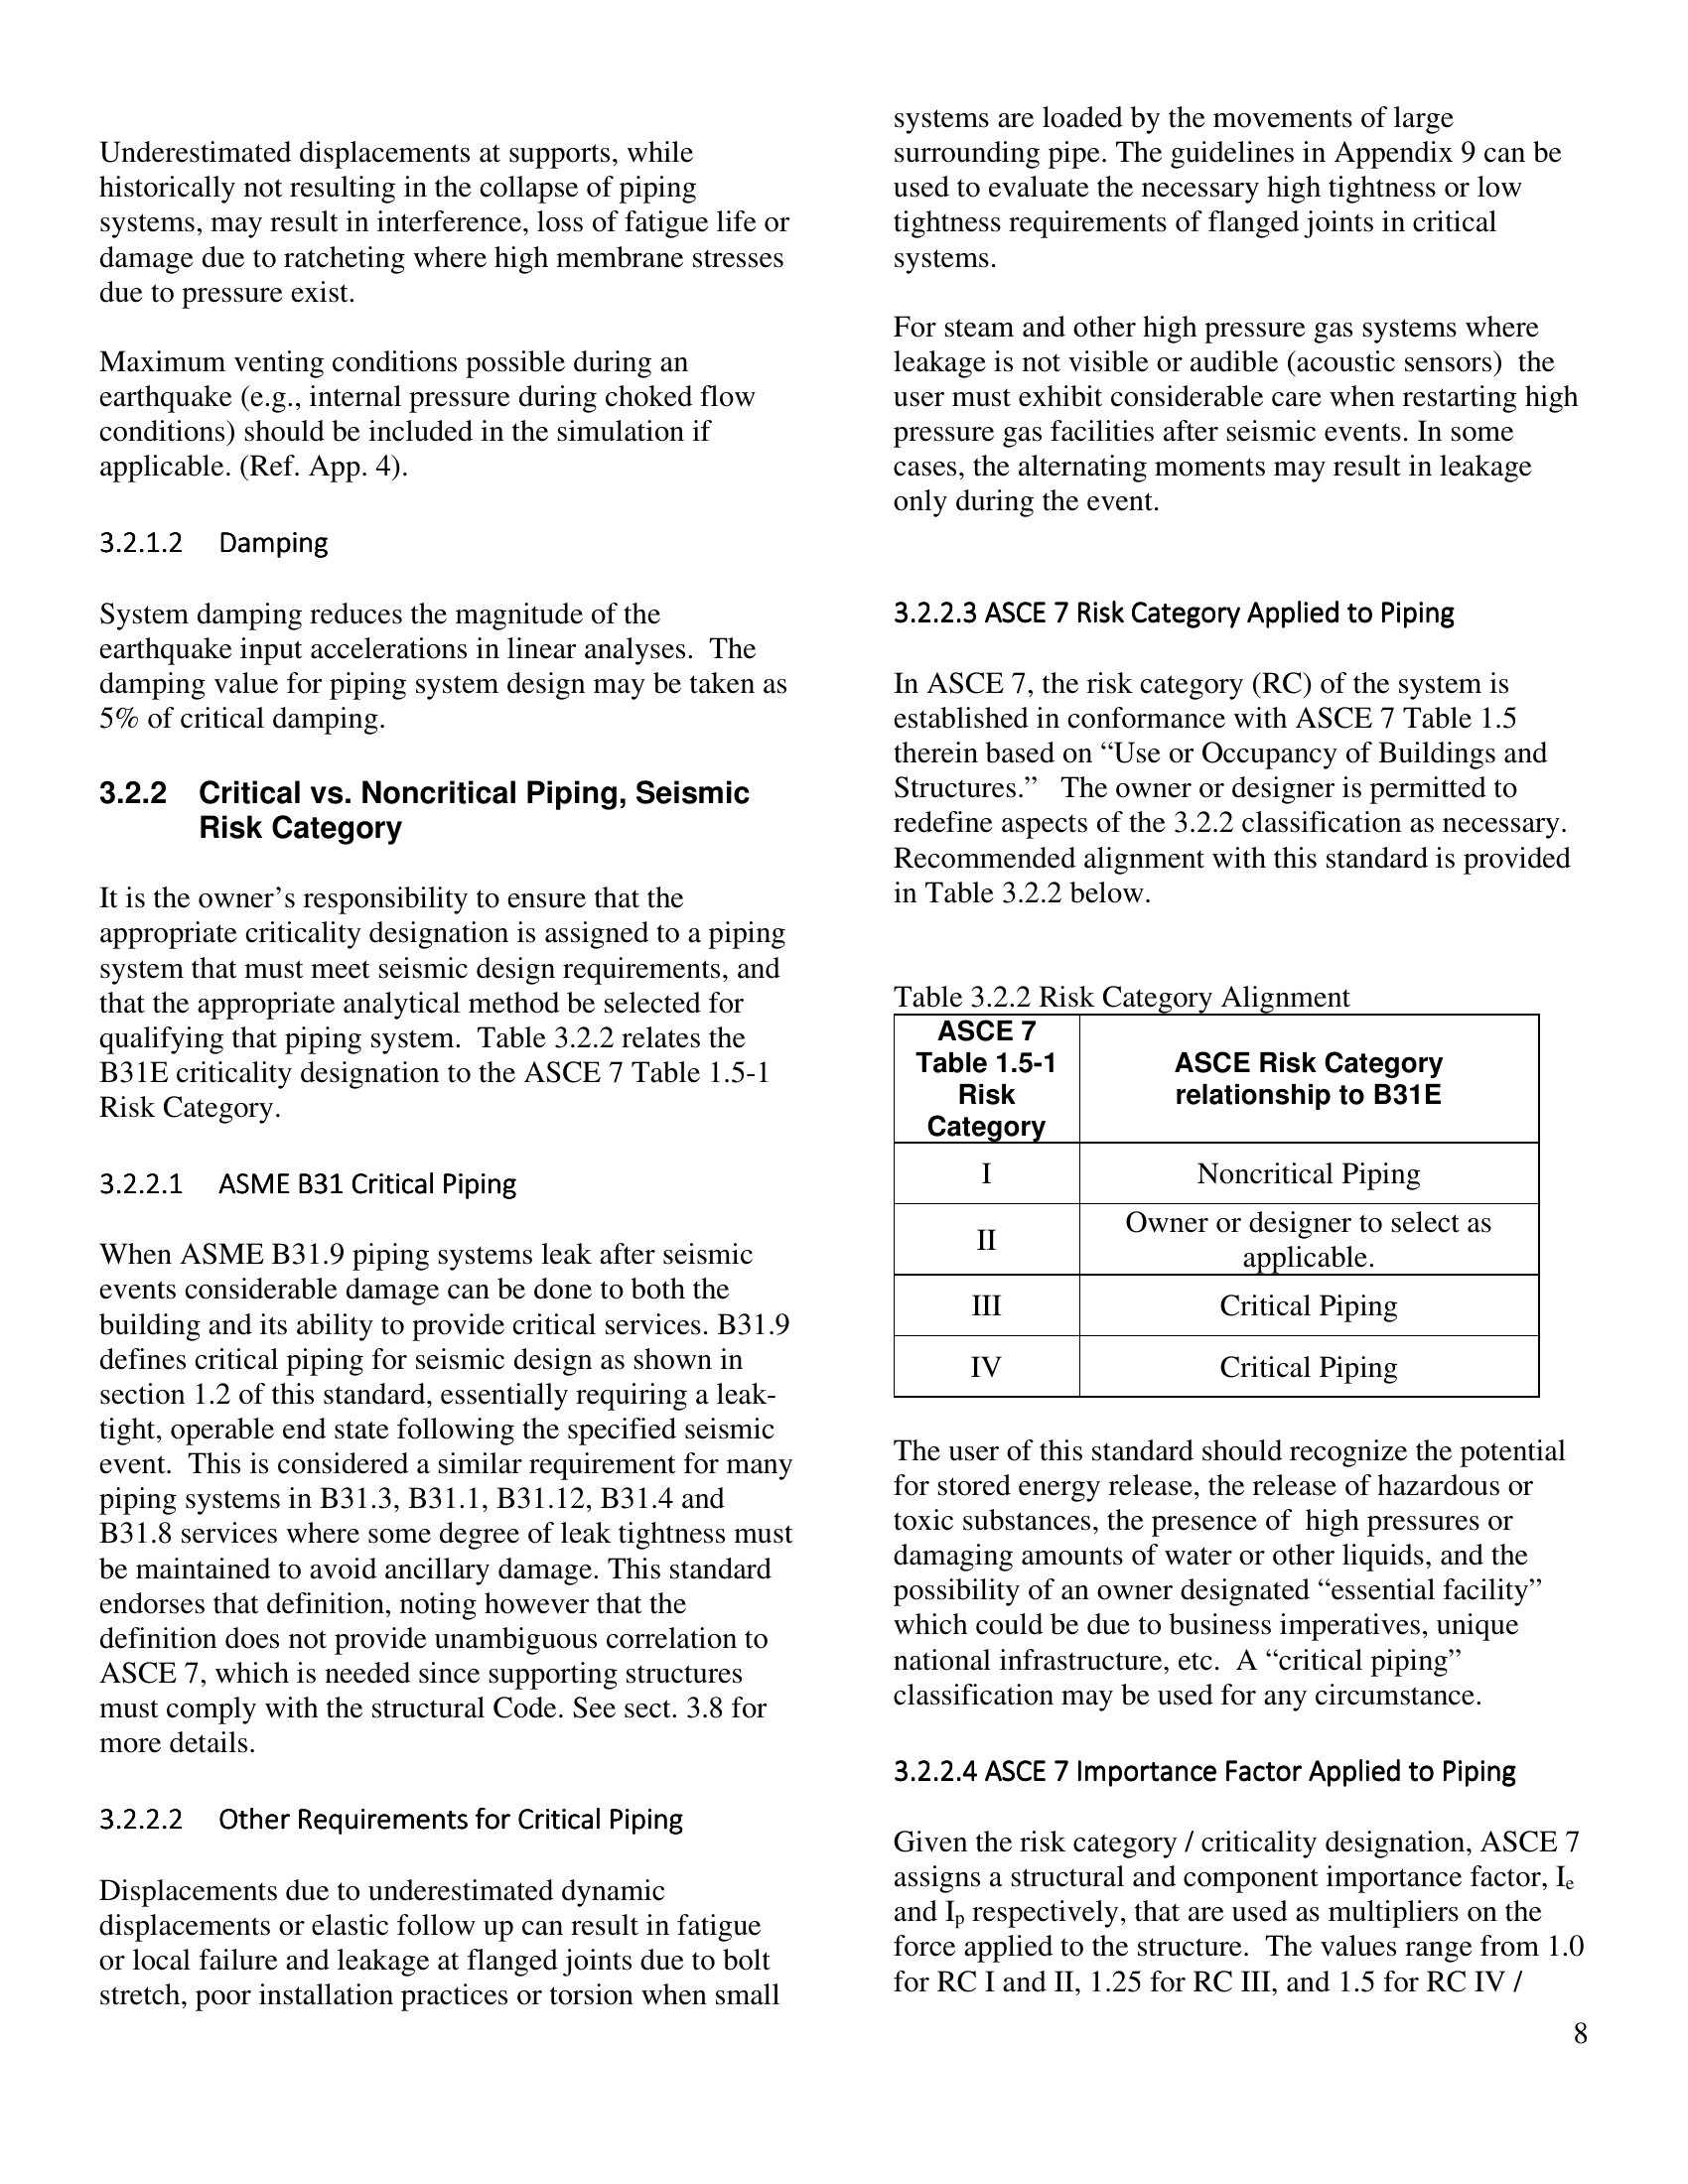 Underestimated displacements at supports, while
historically not resulting in the collapse of piping
systems, may result in interference, loss of fatigue life or
damage due to ratcheting where high membrane stresses
due to pressure exist.
Maximum venting conditions possible during an
earthquake (e.g., internal pressure during choked flow
conditions) should be included in the simulation if
applicable. (Ref. App. 4).
3.2.1.2 Damping
System damping reduces the magnitude of the
earthquake input accelerations in linear analyses. The
damping value for piping system design may be taken as
5% of critical damping.
3.2.2 Critical vs. Noncritical Piping, Seismic
Risk Category
It is the owner’s responsibility to ensure that the
appropriate criticality designation is assigned to a piping
system that must meet seismic design requirements, and
that the appropriate analytical method be selected for
qualifying that piping system. Table 3.2.2 relates the
B31E criticality designation to the ASCE 7 Table 1.5-1
Risk Category.
3.2.2.1 ASME B31 Critical Piping
When ASME B31.9 piping systems leak after seismic
events considerable damage can be done to both the
building and its ability to provide critical services. B31.9
defines critical piping for seismic design as shown in
section 1.2 of this standard, essentially requiring a leak-
tight, operable end state following the specified seismic
event. This is considered a similar requirement for many
piping systems in B31.3, B31.1, B31.12, B31.4 and
B31.8 services where some degree of leak tightness must
be maintained to avoid ancillary damage. This standard
endorses that definition, noting however that the
definition does not provide unambiguous correlation to
ASCE 7, which is needed since supporting structures
must comply with the structural Code. See sect. 3.8 for
more details.
3.2.2.2 Other Requirements for Critical Piping
Displacements due to underestimated dynamic
displacements or elastic follow up can result in fatigue
or local failure and leakage at flanged joints due to bolt
stretch, poor installation practices or torsion when small
systems are loaded by the movements of large
surrounding pipe. The guidelines in Appendix 9 can be
used to evaluate the necessary high tightness or low
tightness requirements of flanged joints in critical
systems.
For steam and other high pressure gas systems where
leakage is not visible or audible (acoustic sensors) the
user must exhibit considerable care when restarting high
pressure gas facilities after seismic events. In some
cases, the alternating moments may result in leakage
only during the event.
3.2.2.3 ASCE 7 Risk Category Applied to Piping
In ASCE 7, the risk category (RC) of the system is
established in conformance with ASCE 7 Table 1.5
therein based on “Use or Occupancy of Buildings and
Structures.” The owner or designer is permitted to
redefine aspects of the 3.2.2 classification as necessary.
Recommended alignment with this standard is provided
in Table 3.2.2 below.
Table 3.2.2 Risk Category Alignment
ASCE 7
Table 1.5-1
Risk
Category
ASCE Risk Category
relationship to B31E
I Noncritical Piping
II Owner or designer to select as
applicable.
III Critical Piping
IV Critical Piping
The user of this standard should recognize the potential
for stored energy release, the release of hazardous or
toxic substances, the presence of high pressures or
damaging amounts of water or other liquids, and the
possibility of an owner designated “essential facility”
which could be due to business imperatives, unique
national infrastructure, etc. A “critical piping”
classification may be used for any circumstance.
3.2.2.4 ASCE 7 Importance Factor Applied to Piping
Given the risk category / criticality designation, ASCE 7
assigns a structural and component importance factor, Ie
and Ip respectively, that are used as multipliers on the
force applied to the structure. The values range from 1.0
for RC I and II, 1.25 for RC III, and 1.5 for RC IV /
8